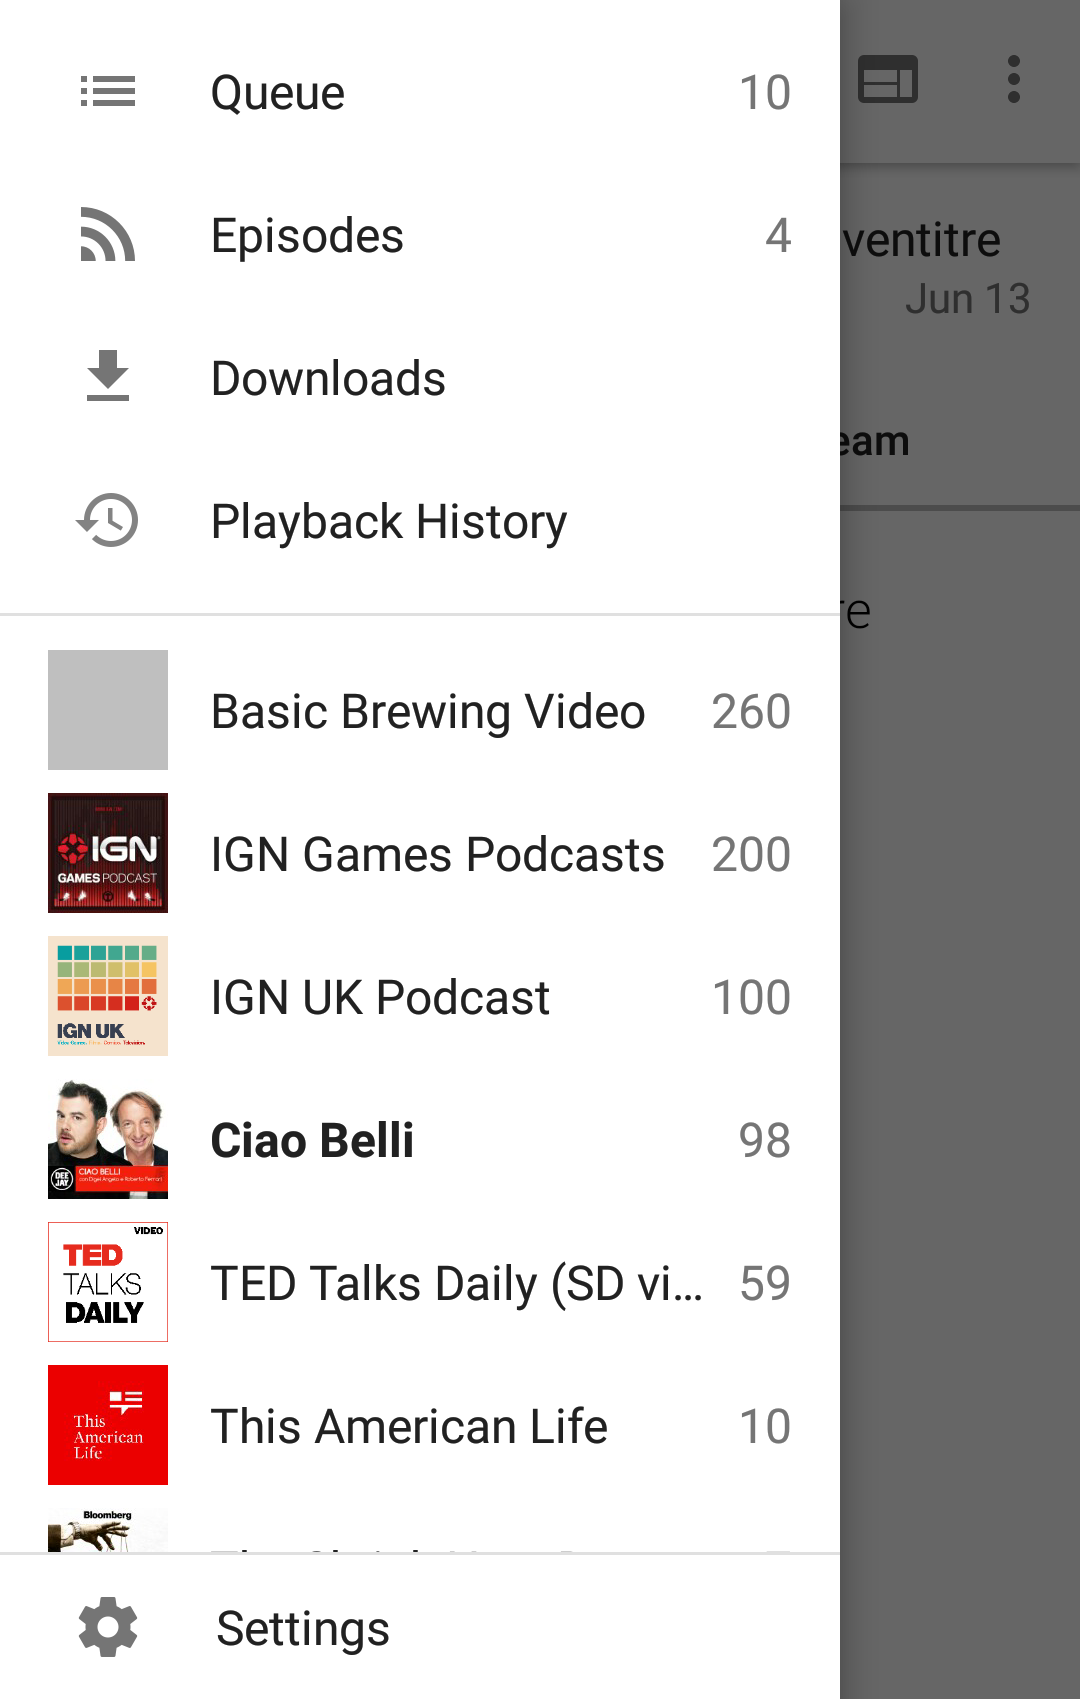 Queue 10
Episodes 4
Downloads
Playback History
ventitre
Jun 13
eam
re
Basic Brewing Video 260
IGN
GAMES PODCAST
IGN Games Podcasts 200
IGN UK
IGN UK Podcast 100
DEE JAY
CIAO BELLI
Ciao Belli 98
VIDEO
TED
TALKS
DAILY
TED Talks Daily (SD vi... 59
This
American
Life
This American Life 10
Bloomberg
Settings